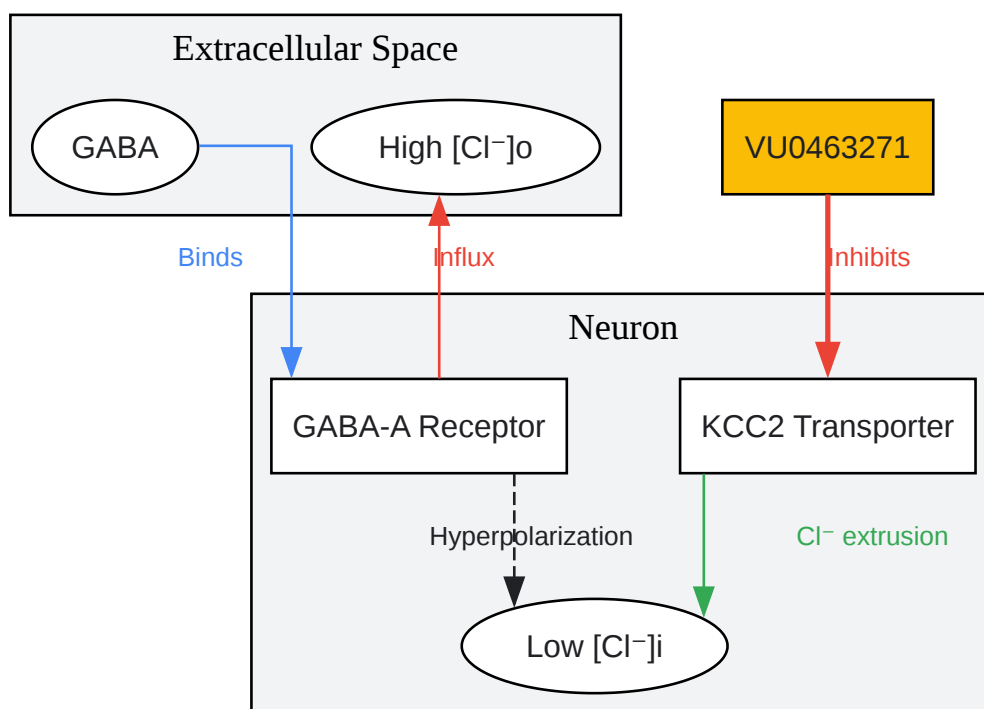 Extracellular Space
GABA
High [Cl⁻]o
VU0463271
Binds
Influx
Inhibits
Neuron
GABA-A Receptor
KCC2 Transporter
Hyperpolarization
Cl⁻ extrusion
Low [Cl⁻]i